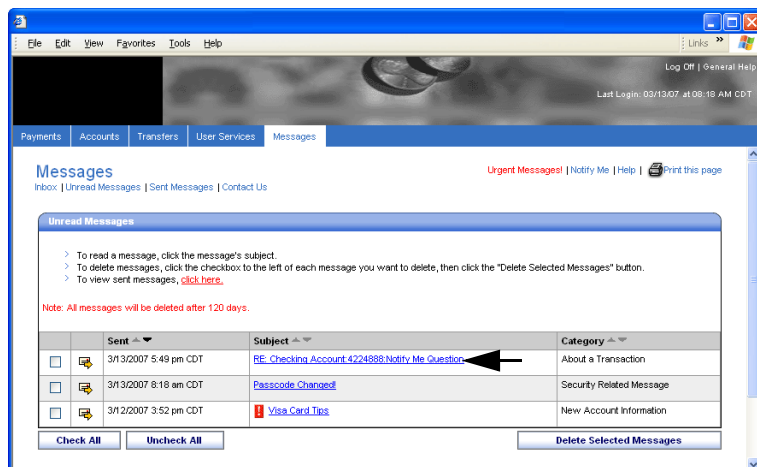 File Edit View Favorites Tools Help Links »
Log Off | General Help
Last Login: 03/13/07 at 08:18 AM CDT
Payments Accounts Transfers User Services Messages
Messages
Urgent Messages! | Notify Me | Help | Print this page
Inbox | Unread Messages | Sent Messages | Contact Us
Unread Messages
> To read a message, click the message's subject.
> To delete messages, click the checkbox to the left of each message you want to delete, then click the "Delete Selected Messages" button.
> To view sent messages, click here.
Note: All messages will be deleted after 120 days.
Sent Subject Category
3/13/2007 5:49 pm CDT RE: Checking Account:4224888:Notify Me Question About a Transaction
3/13/2007 8:18 am CDT Passcode Changed! Security Related Message
3/12/2007 3:52 pm CDT ! Visa Card Tips New Account Information
Check All Uncheck All Delete Selected Messages